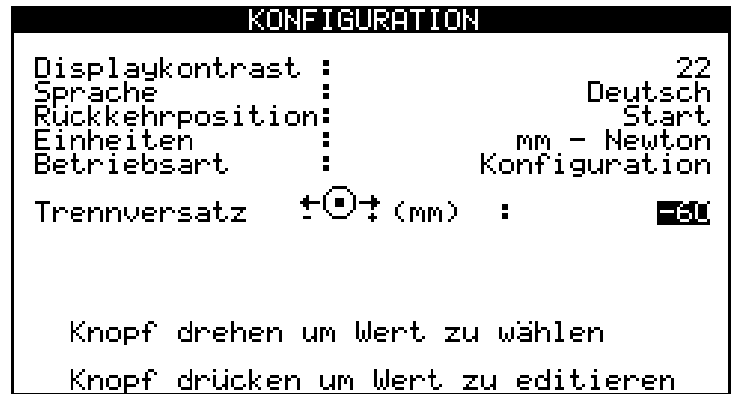 KONFIGURATION
Displaykontrast : 22
Sprache : Deutsch
Rückkehrposition: Start
Einheiten : mm – Newton
Betriebsart : Konfiguration
Trennversatz (mm) : -60
Knopf drehen um Wert zu wählen
Knopf drücken um Wert zu editieren